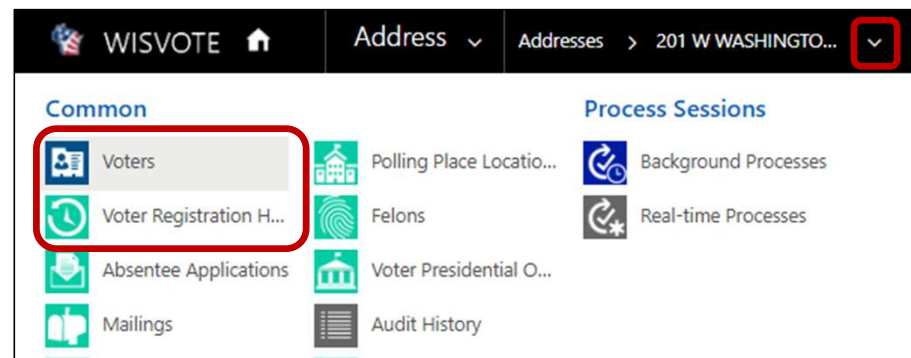 WISVOTE Address Addresses > 201 W WASHINGTO...
Common Process Sessions
Voters Polling Place Locatio... Background Processes
Voter Registration H... Felons Real-time Processes
Absentee Applications Voter Presidential O...
Mailings Audit History